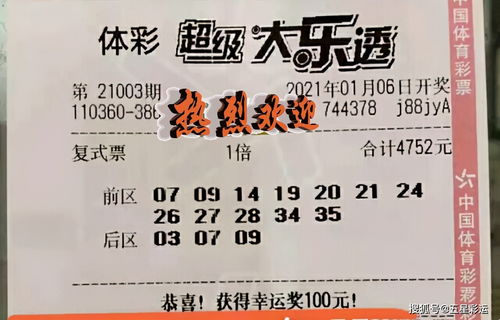 体彩 超级大乐透
第 21003期 2021年01月06日开奖
110360-386 744378 j88jyA
热烈欢迎
复式票 1倍 合计4752元
前区 07 09 14 19 20 21 24
26 27 28 34 35
后区 03 07 09
恭喜! 获得幸运奖100元!
中国体育彩票
中国体育彩票
搜狐号@五星彩运